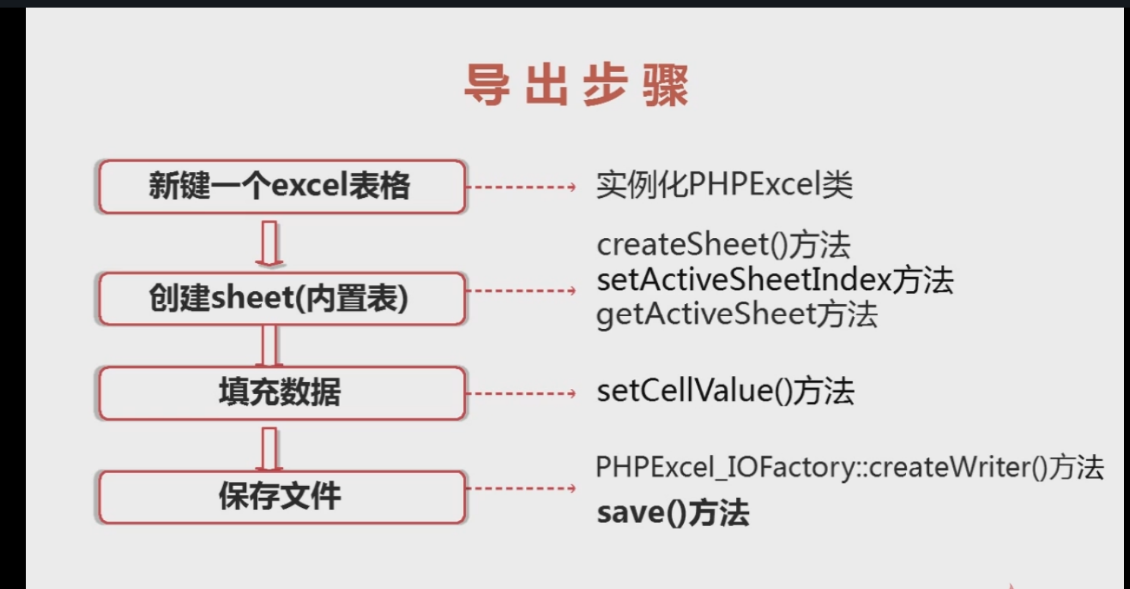 导出步骤
新键一个excel表格
实例化PHPExcel类
创建sheet(内置表)
createSheet()方法
setActiveSheetIndex方法
getActiveSheet方法
填充数据
setCellValue()方法
保存文件
PHPExcel_IOFactory::createWriter()方法
save()方法